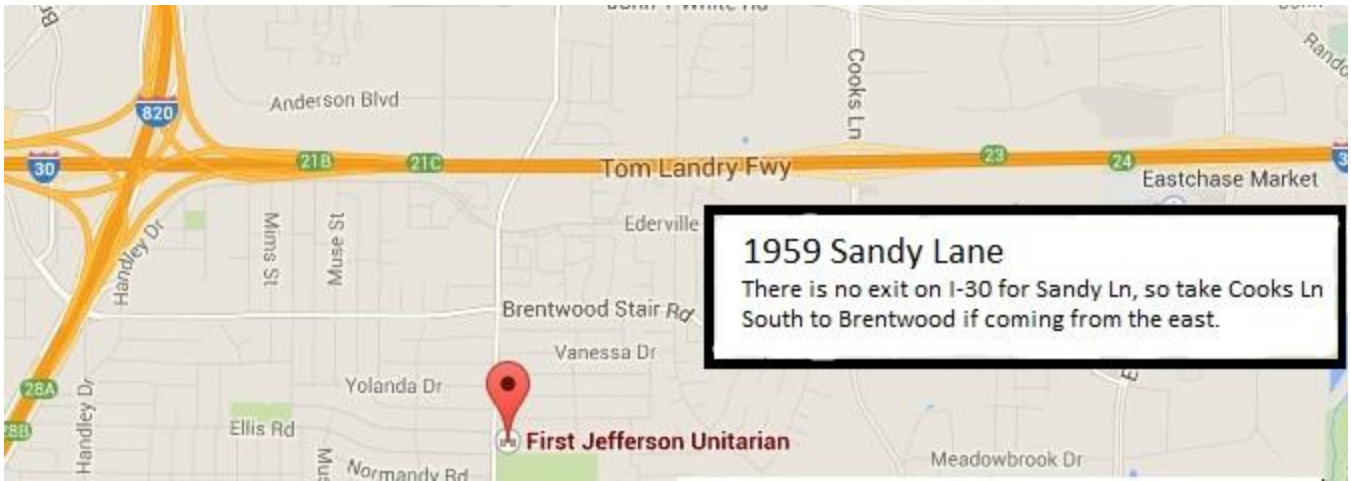 820
Anderson Blvd
Cooks Ln
30
21B
21C
Tom Landry Fwy
23
24
Eastchase Market
Ederville
Handley Dr
Mims St
Muse St
1959 Sandy Lane
There is no exit on I-30 for Sandy Ln, so take Cooks Ln
South to Brentwood if coming from the east.
Brentwood Stair Rd
Vanessa Dr
Yolanda Dr
28A
Handley Dr
Ellis Rd
First Jefferson Unitarian
Normandy Rd
Meadowbrook Dr